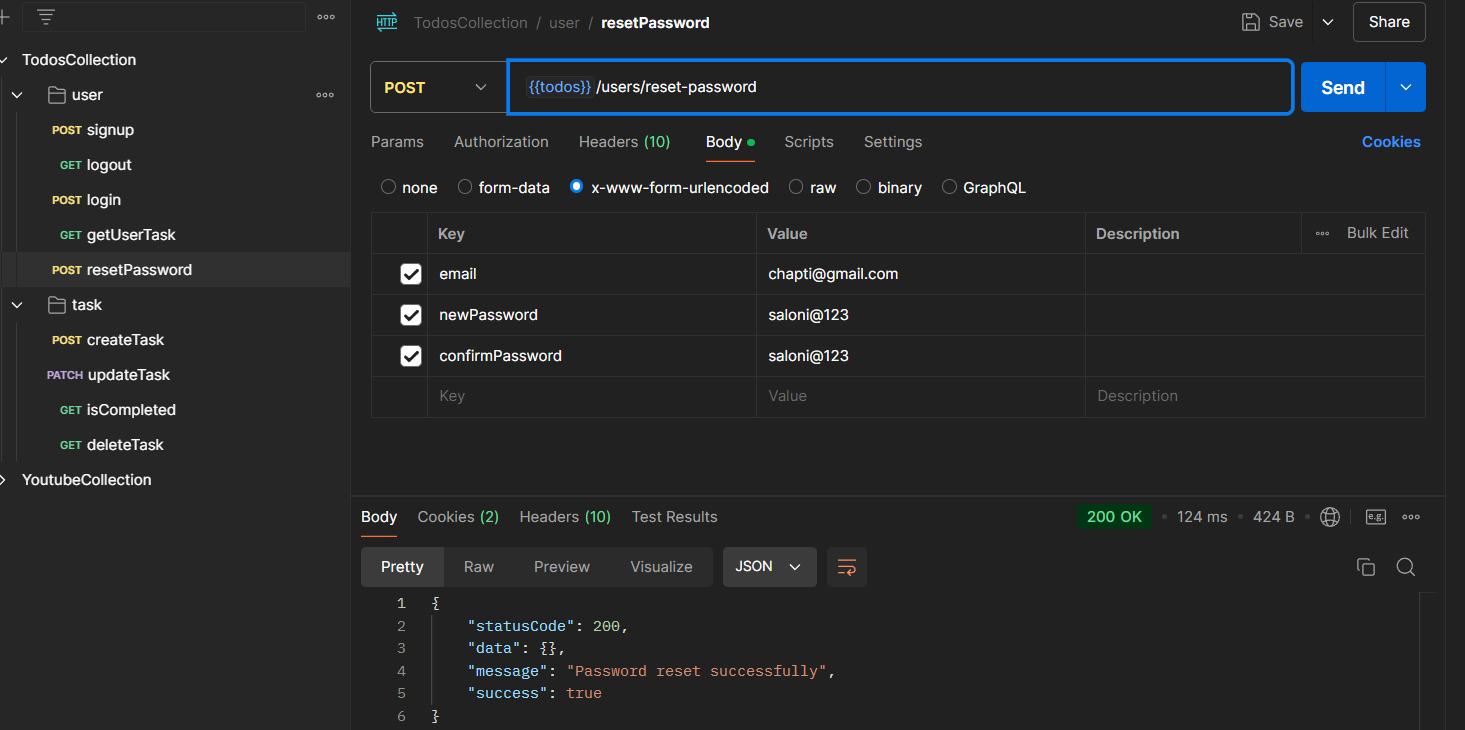 TodosCollection / user / resetPassword Save Share
TodosCollection
user
POST signup
GET logout
POST login
GET getUserTask
POST resetPassword
task
POST createTask
PATCH updateTask
GET isCompleted
GET deleteTask
YoutubeCollection
HTTP
POST {{todos}} /users/reset-password Send
Params Authorization Headers (10) Body Scripts Settings Cookies
none form-data x-www-form-urlencoded raw binary GraphQL
Key Value Description Bulk Edit
email chapti@gmail.com
newPassword saloni@123
confirmPassword saloni@123
Key Value Description
Body Cookies (2) Headers (10) Test Results 200 OK 124 ms 424 B e.g.
Pretty Raw Preview Visualize JSON
1 {
2 "statusCode": 200,
3 "data": {},
4 "message": "Password reset successfully",
5 "success": true
6 }